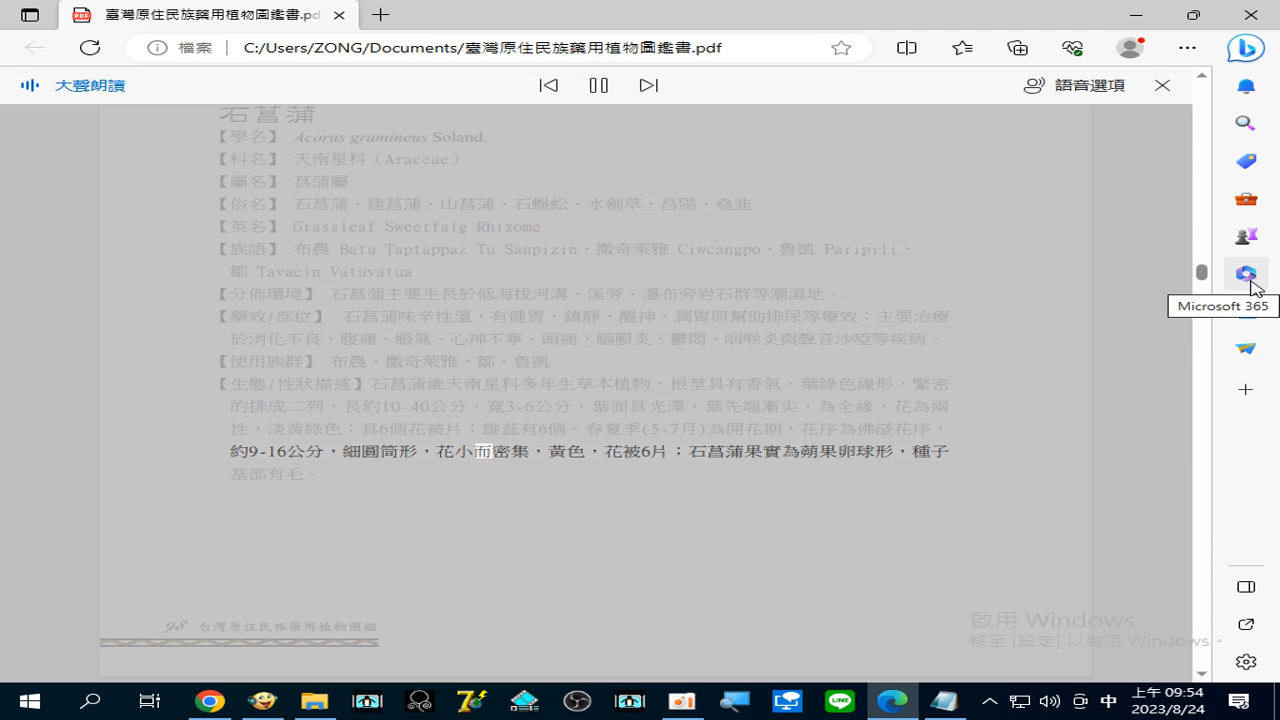 臺灣原住民族藥用植物圖鑑書.pdf
檔案
C:/Users/ZONG/Documents/臺灣原住民族藥用植物圖鑑書.pdf
大聲朗讀
語音選項
石菖蒲
【學名】 Acorus gramineus Soland.
【科名】 天南星科（Araceae）
【屬名】 菖蒲屬
【俗名】 石菖蒲、建菖蒲、山菖蒲、石蜈蚣、水劍草、昌陽、堯韭
【英名】 Grassleaf Sweetfalg Rhizome
【族語】 布農 Batu Taptappaz Tu Sanpizin、撒奇萊雅 Ciwcangpo、魯凱 Paripili、
鄒 Tavacin Vatuvatua
【分佈環境】 石菖蒲主要生長於低海拔河溝、溪旁、瀑布旁岩石群等潮濕地。
【藥效/部位】 石菖蒲味辛性溫，有健胃、鎮靜、醒神、潤胃與幫助排尿等療效；主要治療
於消化不良、腹痛、脹氣、心神不寧、頭痛，腦膜炎、鬱悶、咽喉炎與聲音沙啞等疾病。
【使用族群】 布農、撒奇萊雅、鄒、魯凱
【生態/性狀描述】石菖蒲維天南星科多年生草本植物，根莖具有香氣，葉綠色線形，緊密
的排成二列，長約10-40公分，寬3-6公分，葉面具光澤，葉先端漸尖，為全緣，花為兩
性，淡黃綠色；具6個花被片；雄蕊有6個。春夏季(5-7月)為開花期、花序為佛焰花序，
約9-16公分，細圓筒形，花小而密集，黃色，花被6片；石菖蒲果實為蒴果卵球形，種子
基部有毛。
98 台灣原住民族藥用植物圖鑑
Microsoft 365
啟用 Windows
移至 [設定] 以啟用 Windows。
中
上午 09:54
2023/8/24